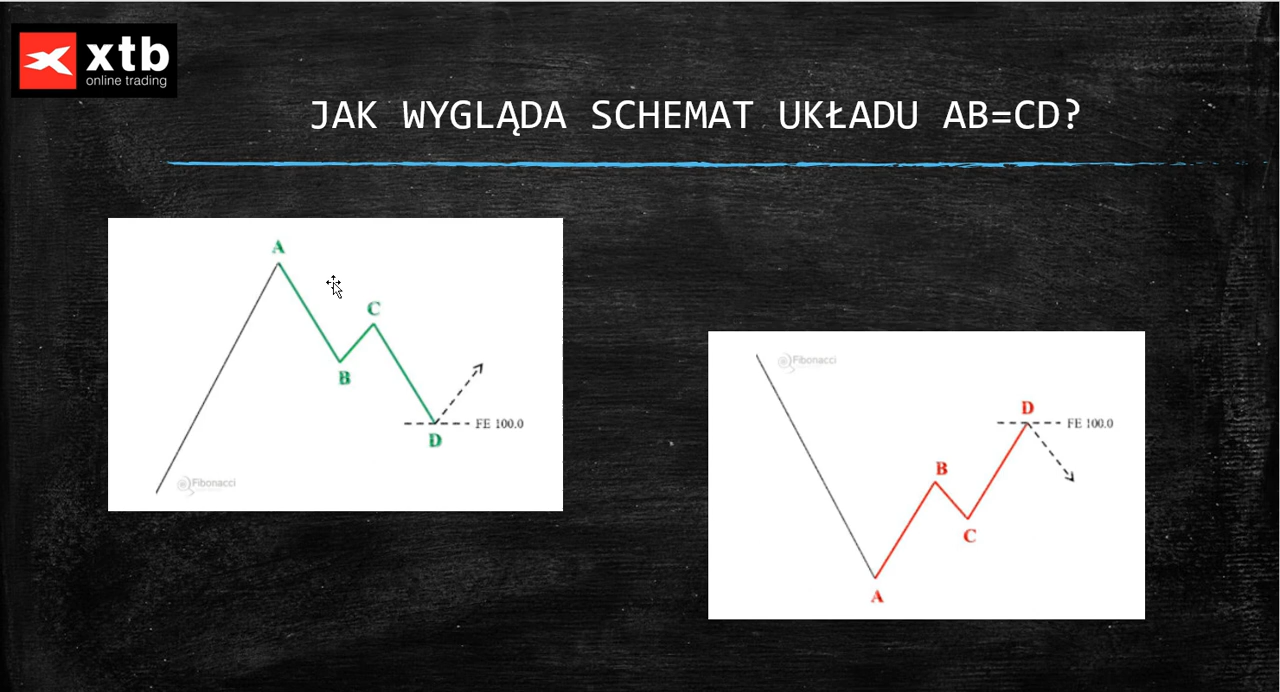 xtb
online trading
JAK WYGLĄDA SCHEMAT UKŁADU AB=CD?
A
C
B
FE 100.0
D
Fibonacci
Fibonacci
D
FE 100.0
B
C
A